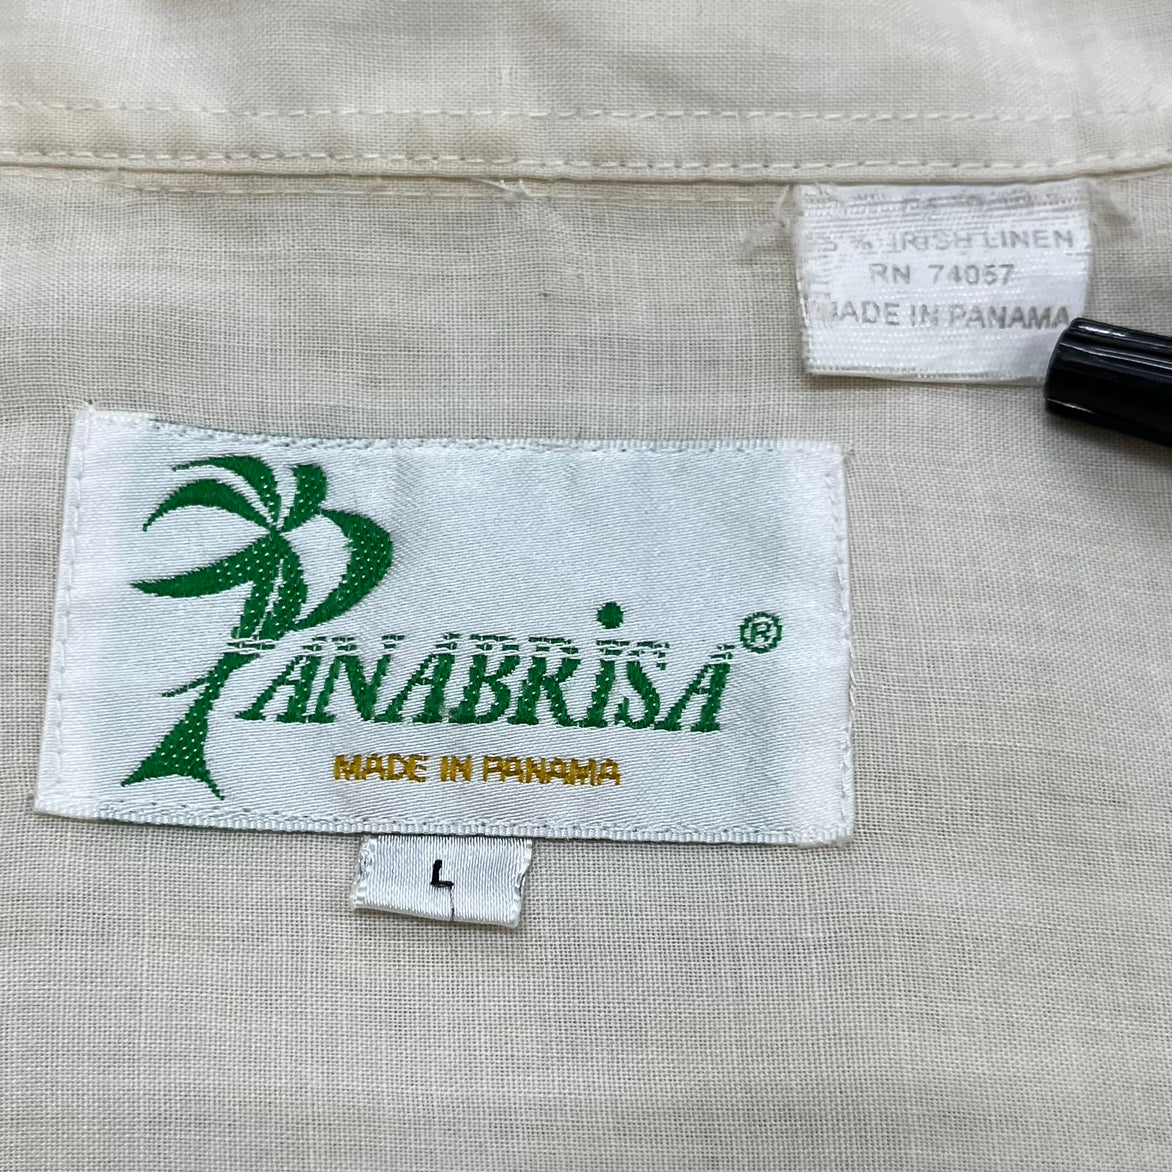 % IRISH LINEN
RN 74057
MADE IN PANAMA
PANABRiSA®
MADE IN PANAMA
L